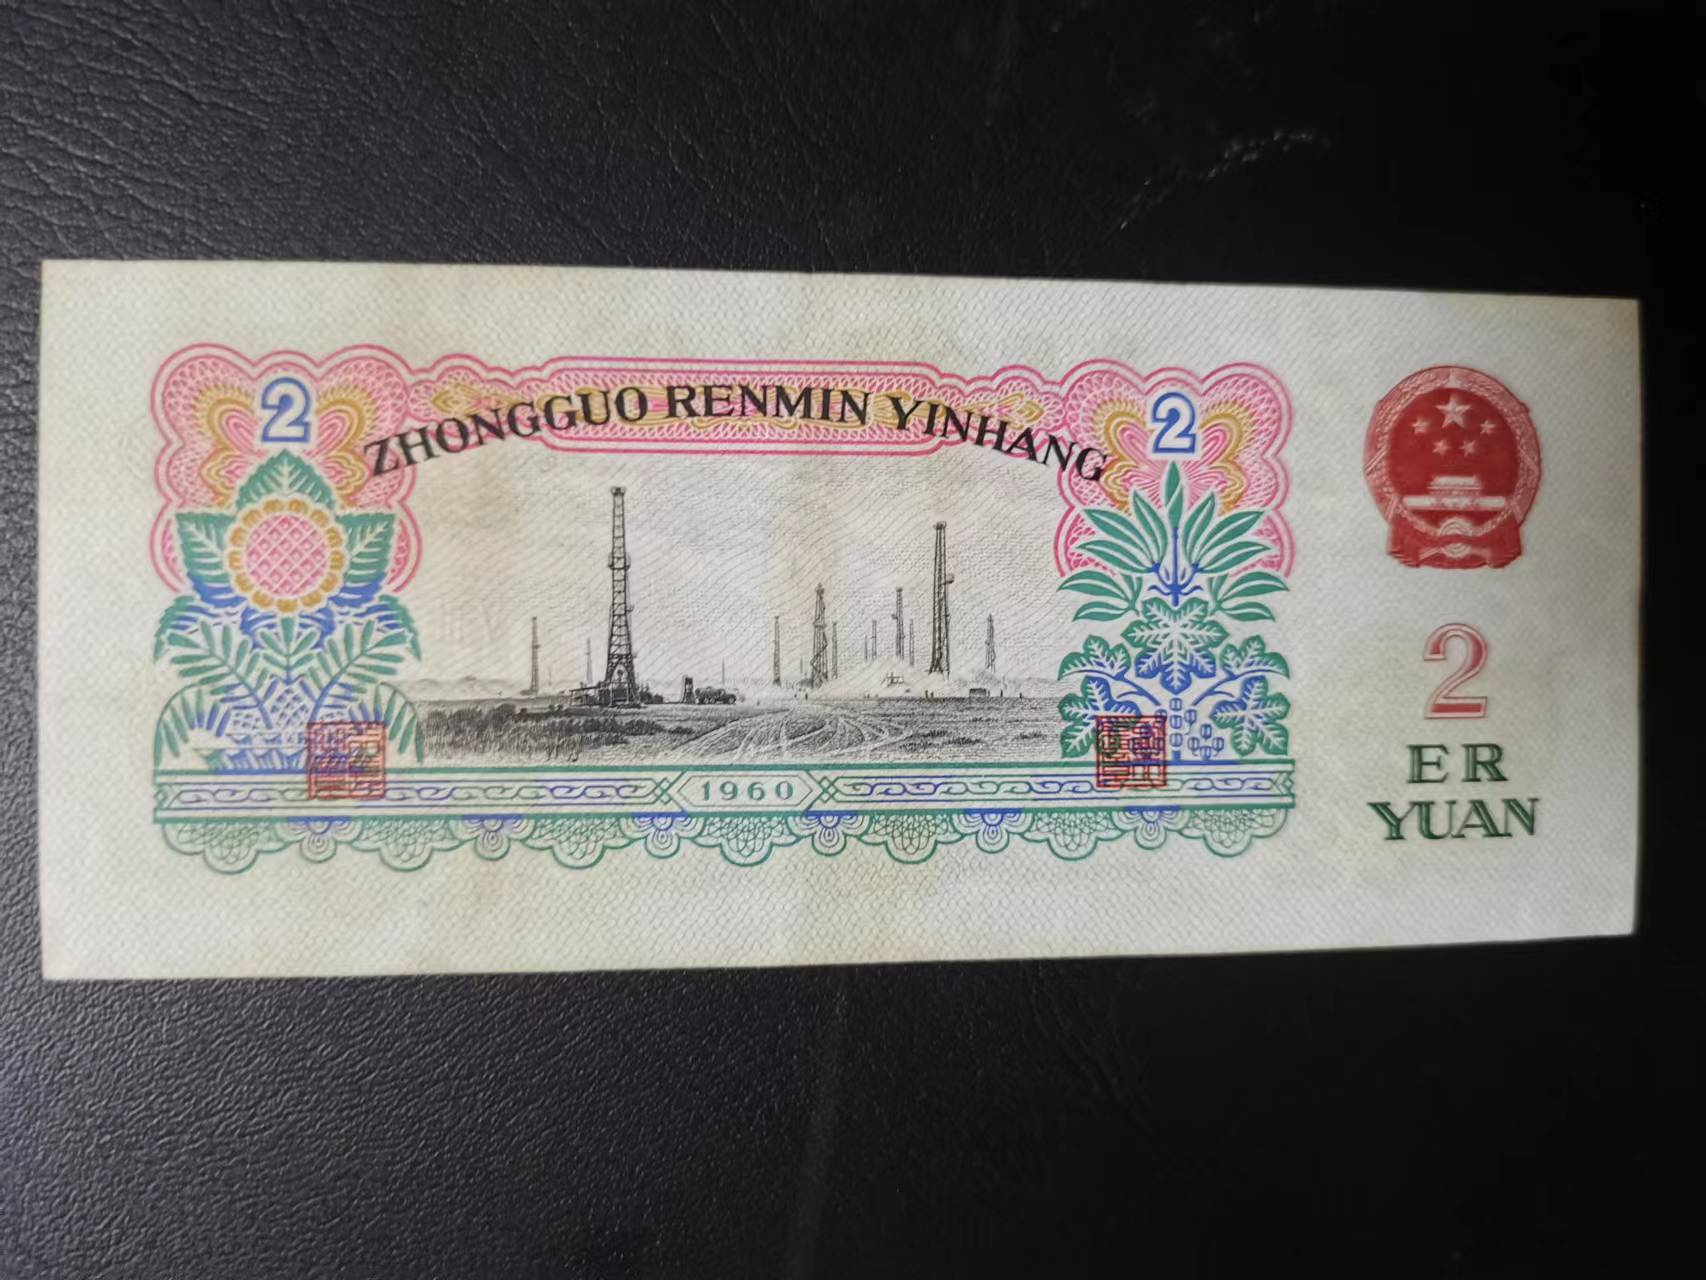 ZHONGGUO RENMIN YINHANG
2
2
1960
2
ER
YUAN